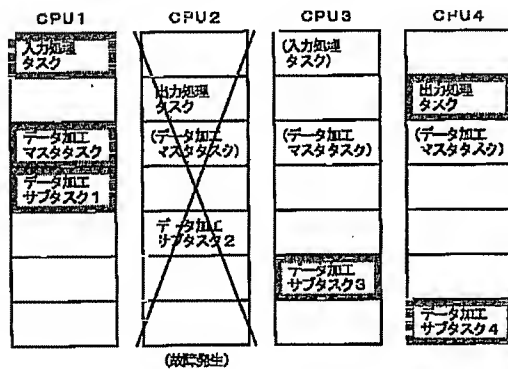 CPU1
入力処理
タスク
データ加工
マスタタスク
データ加工
サブタスク1
CPU2
出力処理
タスク
(データ加工
マスタタスク)
データ加工
サブタスク2
(故障発生)
CPU3
(入力処理
タスク)
(データ加工
マスタタスク)
データ加工
サブタスク3
CPU4
出力処理
タスク
(データ加工
マスタタスク)
データ加工
サブタスク4